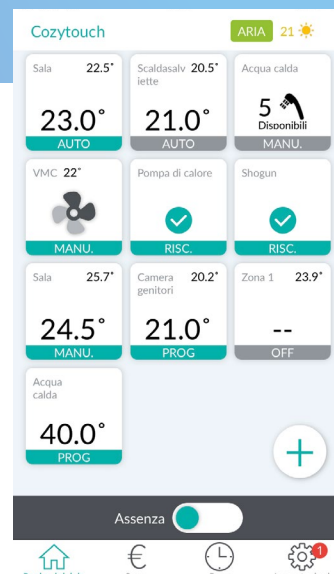 Cozytouch
ARIA 21
Sala 22.5°
23.0°
AUTO
Scaldasalv 20.5°
iette
21.0°
AUTO
Acqua calda
5
Disponibili
MANU.
VMC 22°
MANU.
Pompa di calore
RISC.
Shogun
RISC.
Sala 25.7°
24.5°
MANU.
Camera 20.2°
genitori
21.0°
PROG
Zona 1 23.9°
--
OFF
Acqua
calda
40.0°
PROG
+
Assenza
€
1